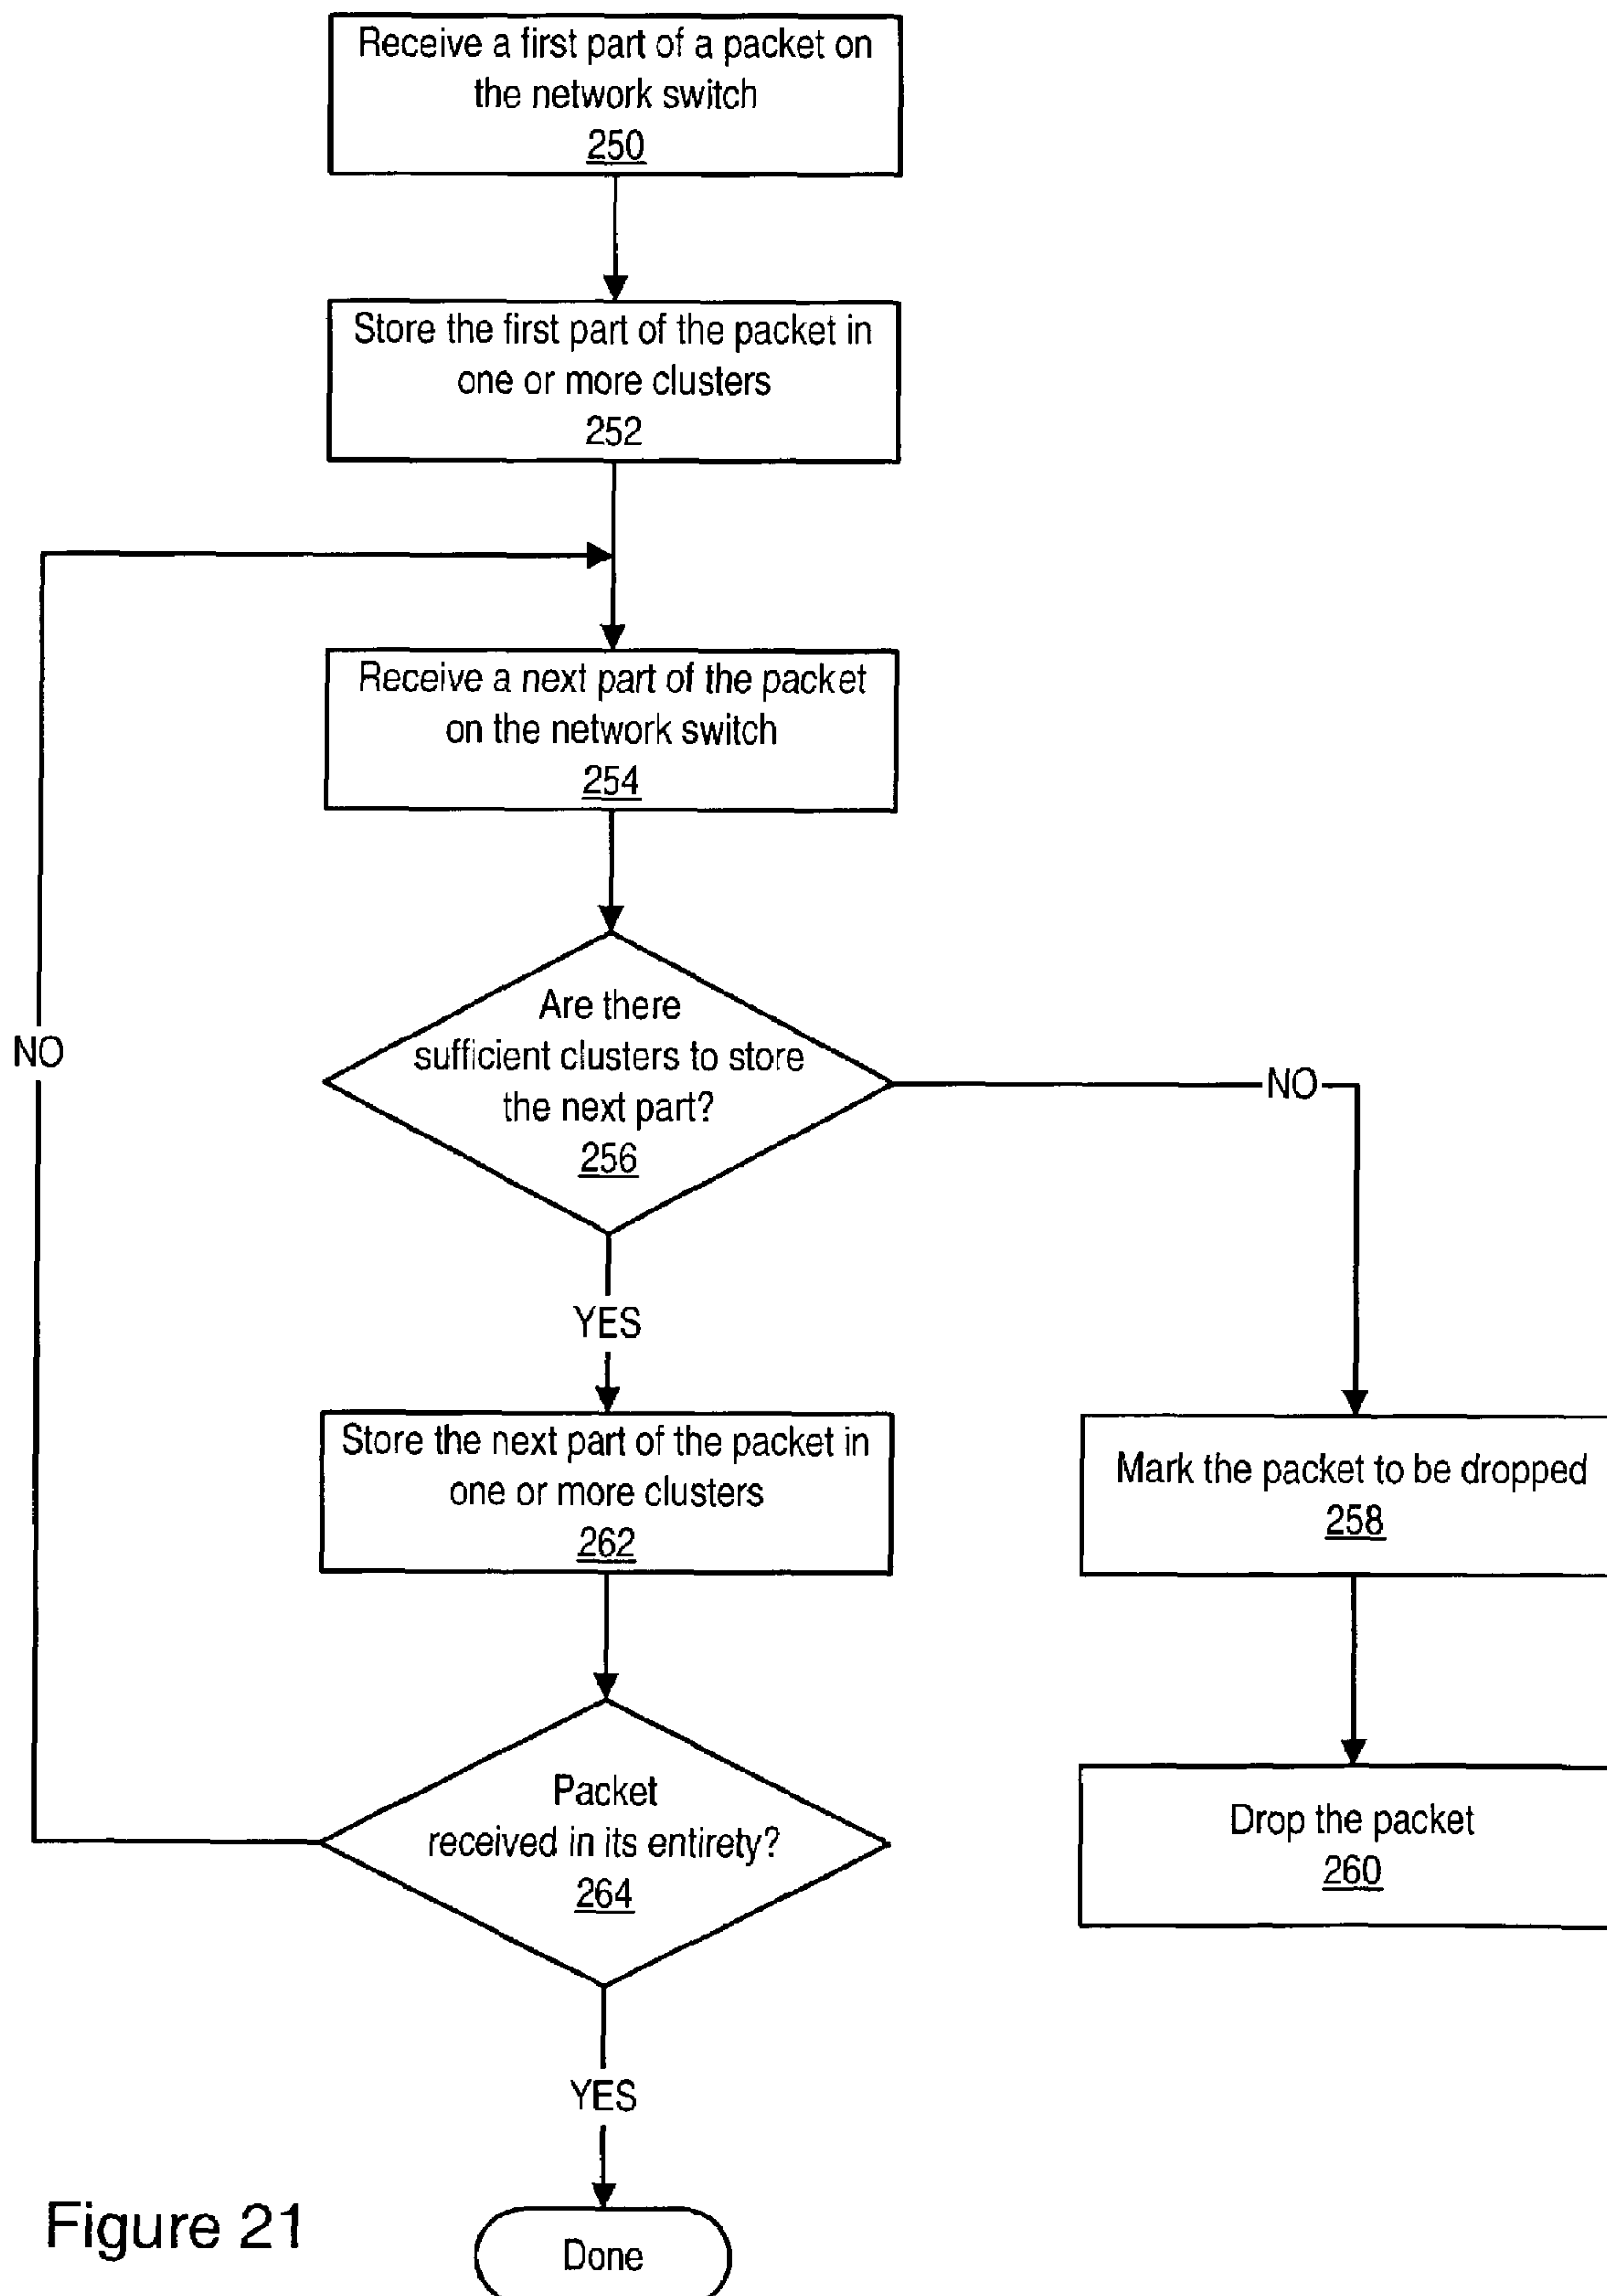 Receive a first part of a packet on
the network switch
250
Store the first part of the packet in
one or more clusters
252
Receive a next part of the packet
on the network switch
254
Are there
sufficient clusters to store
the next part?
256
NO
NO
YES
Store the next part of the packet in
one or more clusters
262
Mark the packet to be dropped
258
Packet
received in its entirety?
264
Drop the packet
260
YES
Done
Figure 21